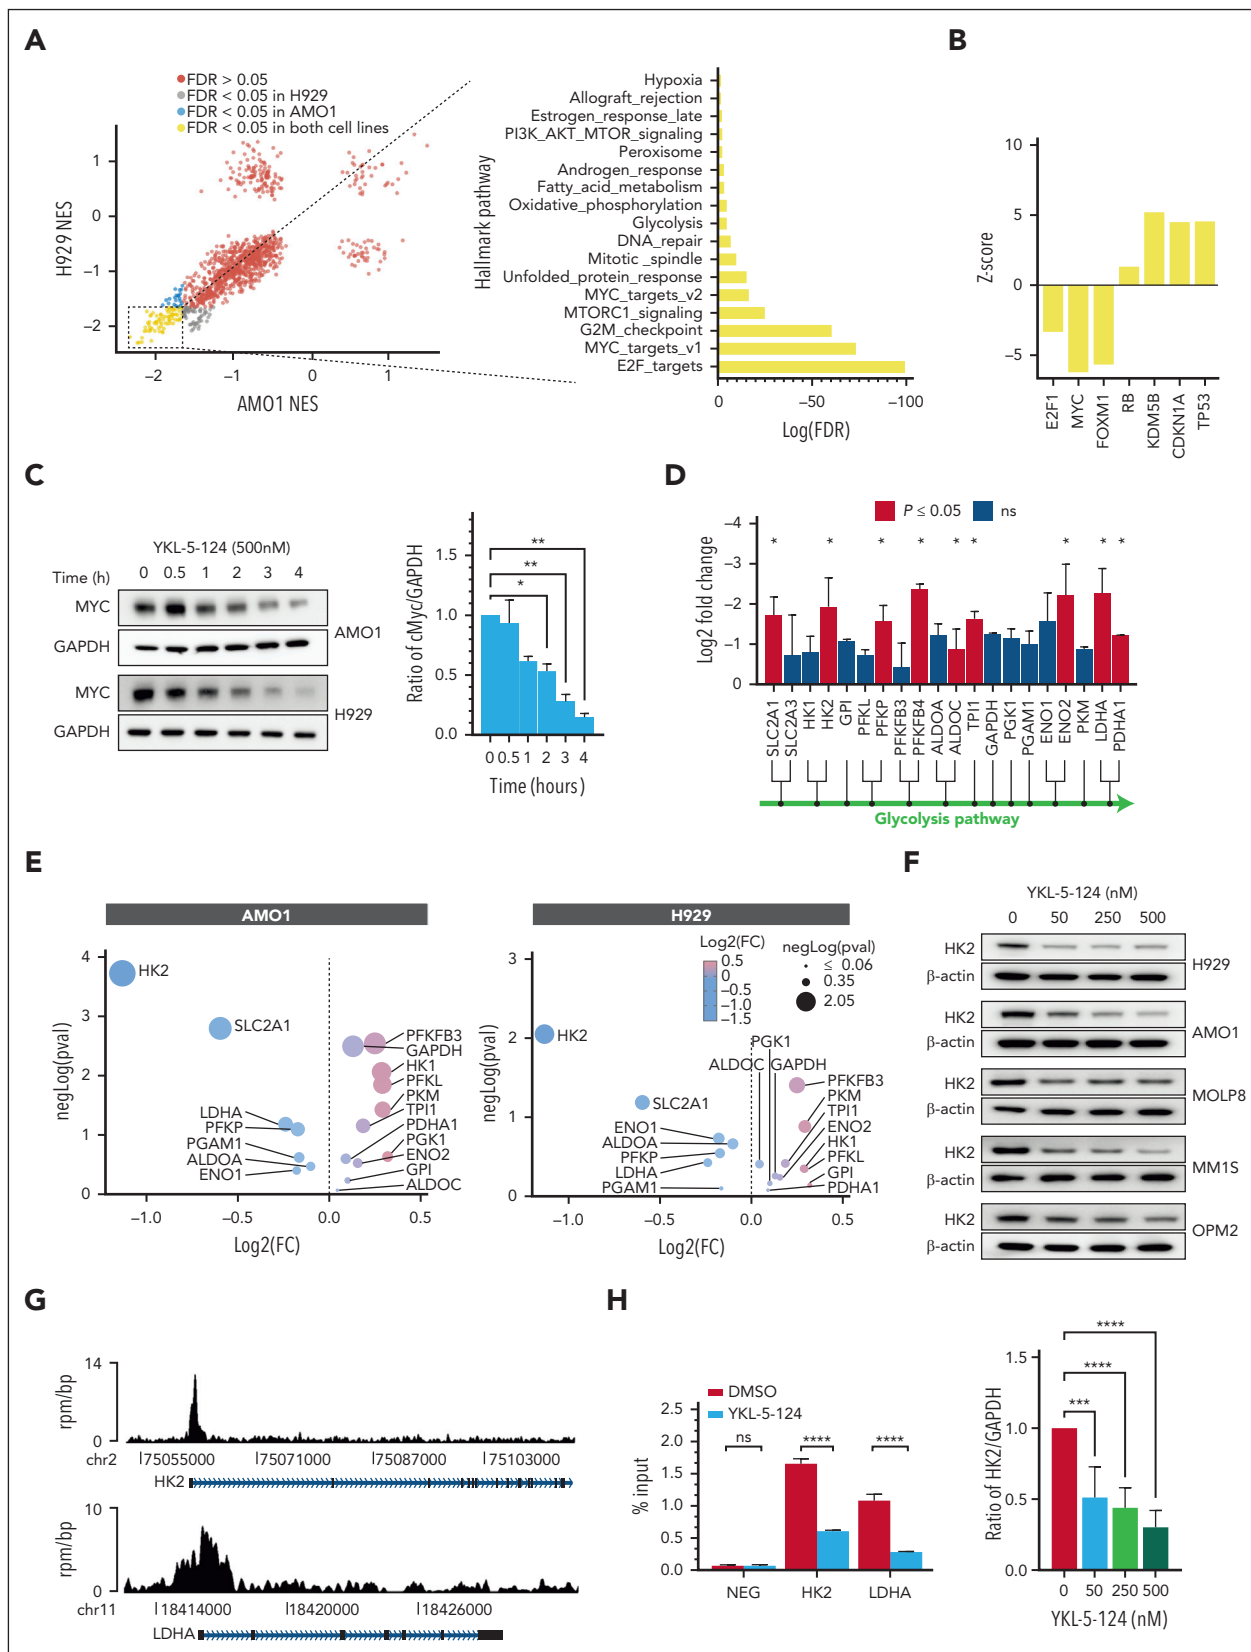 A
FDR > 0.05
FDR < 0.05 in H929
FDR < 0.05 in AMO1
FDR < 0.05 in both cell lines
H929 NES
1
0
−1
−2
−2
−1
0
1
AMO1 NES
Hallmark pathway
Hypoxia
Allograft_rejection
Estrogen_response_late
PI3K_AKT_MTOR_signaling
Peroxisome
Androgen_response
Fatty_acid_metabolism
Oxidative_phosphorylation
Glycolysis
DNA_repair
Mitotic _spindle
Unfolded_protein_response
MYC_targets_v2
MTORC1_signaling
G2M_checkpoint
MYC_targets_v1
E2F_targets
0
−50
−100
Log(FDR)
B
Z-score
10
5
0
−5
E2F1
MYC
FOXM1
RB
KDM5B
CDKN1A
TP53
C
YKL-5-124 (500nM)
Time (h) 0 0.5 1 2 3 4
MYC
GAPDH
AMO1
MYC
GAPDH
H929
Ratio of cMyc/GAPDH
1.5
1.0
0.5
0.0
**
**
*
0 0.5 1 2 3 4
Time (hours)
D
P ≤ 0.05
ns
Log2 fold change
−4
−3
−2
−1
0
* * * * * * * * *
SLC2A1
SLC2A3
HK1
HK2
GPI
PFKL
PFKP
PFKFB3
PFKFB4
ALDOA
ALDOC
TPI1
GAPDH
PGK1
PGAM1
ENO1
ENO2
PKM
LDHA
PDHA1
Glycolysis pathway
E
AMO1
negLog(pval)
4
3
2
1
0
HK2
SLC2A1
PFKFB3
GAPDH
HK1
PFKL
PKM
TPI1
PDHA1
PGK1
ENO2
GPI
ALDOC
LDHA
PFKP
PGAM1
ALDOA
ENO1
−1.0
−0.5
0.0
0.5
Log2(FC)
H929
negLog(pval)
3
2
1
0
Log2(FC)
0.5
0
−0.5
−1.0
−1.5
negLog(pval)
≤ 0.06
0.35
2.05
HK2
SLC2A1
ENO1
ALDOA
PFKP
LDHA
PGAM1
PGK1
ALDOC
GAPDH
PFKFB3
PKM
TPI1
ENO2
HK1
PFKL
GPI
PDHA1
−1.0
−0.5
0.0
0.5
Log2(FC)
F
YKL-5-124 (nM)
0 50 250 500
HK2
β-actin
H929
HK2
β-actin
AMO1
HK2
β-actin
MOLP8
HK2
β-actin
MM1S
HK2
β-actin
OPM2
G
rpm/bp
14
0
chr2
75055000
75071000
75087000
75103000
HK2
rpm/bp
10
0
chr11
18414000
18420000
18426000
LDHA
H
DMSO
YKL-5-124
% input
2.5
2.0
1.5
1.0
0.5
0.0
ns
****
****
NEG
HK2
LDHA
Ratio of HK2/GAPDH
1.5
1.0
0.5
0.0
****
****
***
0
50
250
500
YKL-5-124 (nM)